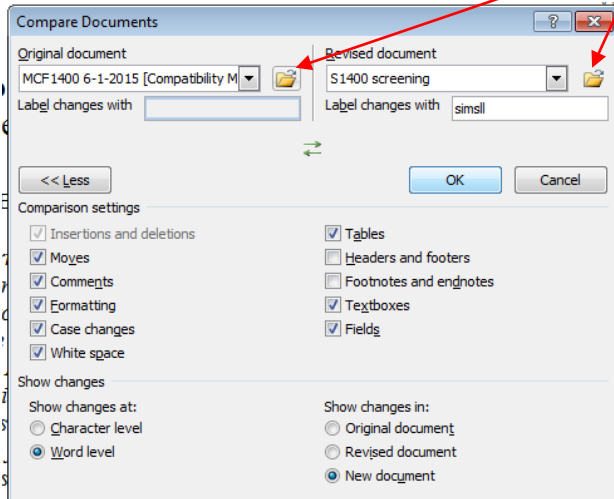 Compare Documents
Original document
Revised document
MCF1400 6-1-2015 [Compatibility M
S1400 screening
Label changes with
Label changes with simsll
<< Less
OK
Cancel
Comparison settings
Insertions and deletions
Tables
Moves
Headers and footers
Comments
Footnotes and endnotes
Formatting
Textboxes
Case changes
Fields
White space
Show changes
Show changes at:
Show changes in:
Character level
Original document
Word level
Revised document
New document